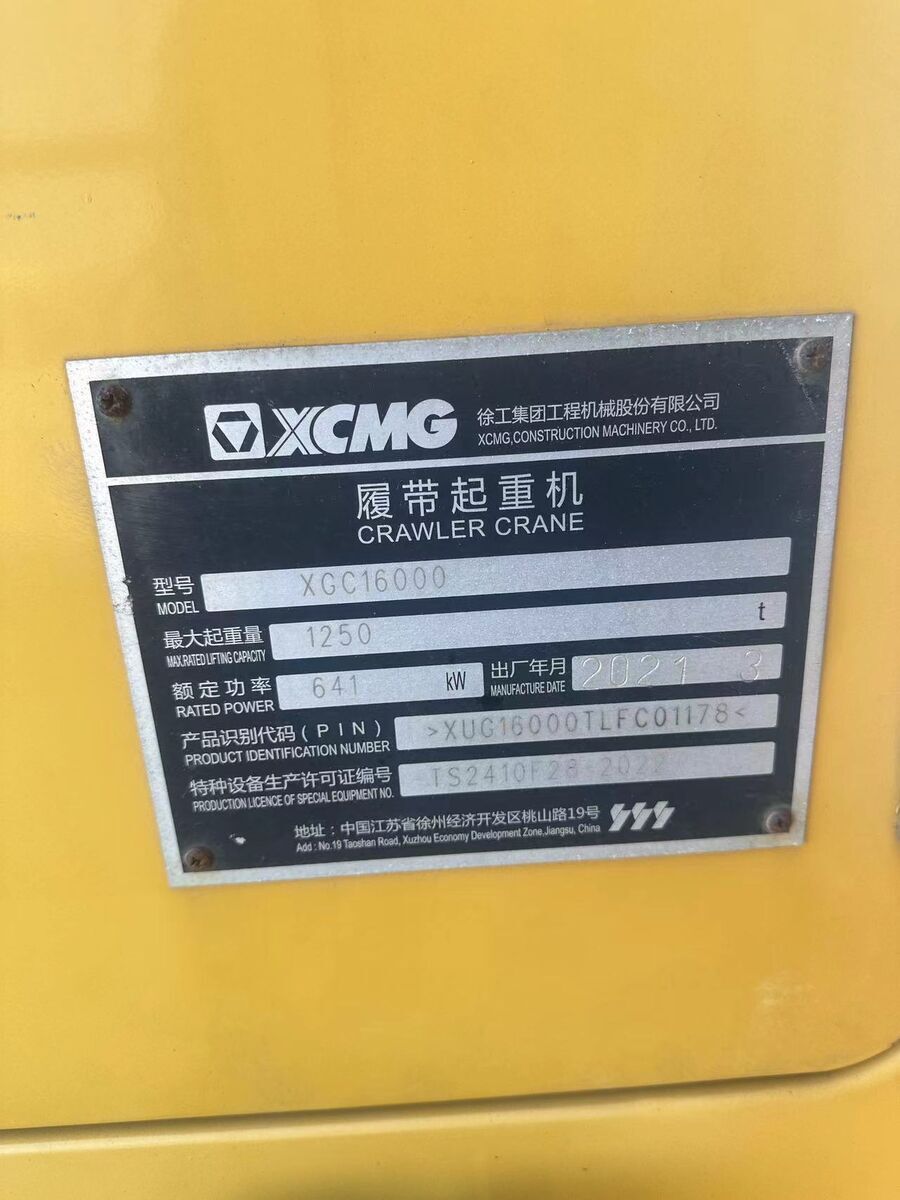 XCMG 徐工集团工程机械股份有限公司
XCMG,CONSTRUCTION MACHINERY CO., LTD.
履带起重机
CRAWLER CRANE
型号 XGC16000
MODEL
最大起重量 1250 t
MAX.RATED LIFTING CAPACITY
额定功率 641 kW 出厂年月 2021 3
RATED POWER MANUFACTURE DATE
产品识别代码(PIN) >XUG16000TLFC01178<
PRODUCT IDENTIFICATION NUMBER
特种设备生产许可证编号 TS2410F28-2022
PRODUCTION LICENCE OF SPECIAL EQUIPMENT NO.
地址：中国江苏省徐州经济开发区桃山路19号
Add : No.19 Taoshan Road, Xuzhou Economy Development Zone,Jiangsu, China